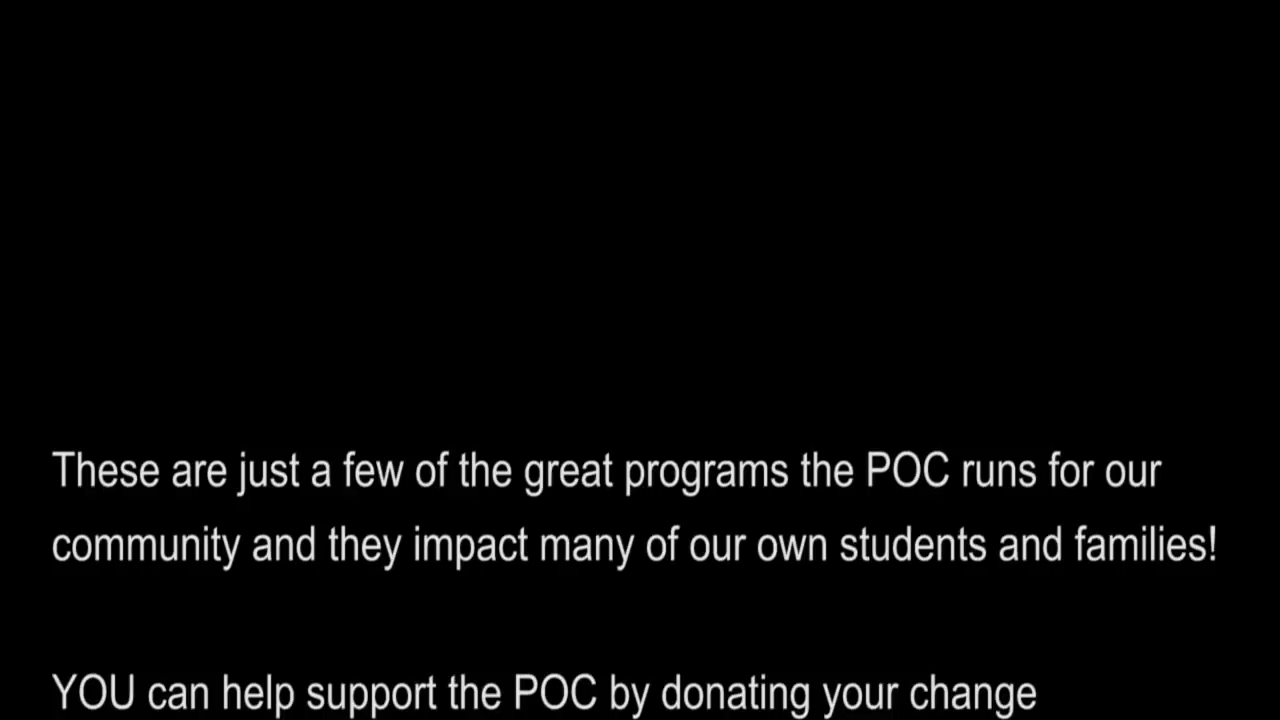 These are just a few of the great programs the POC runs for our
community and they impact many of our own students and families!
YOU can help support the POC by donating your change